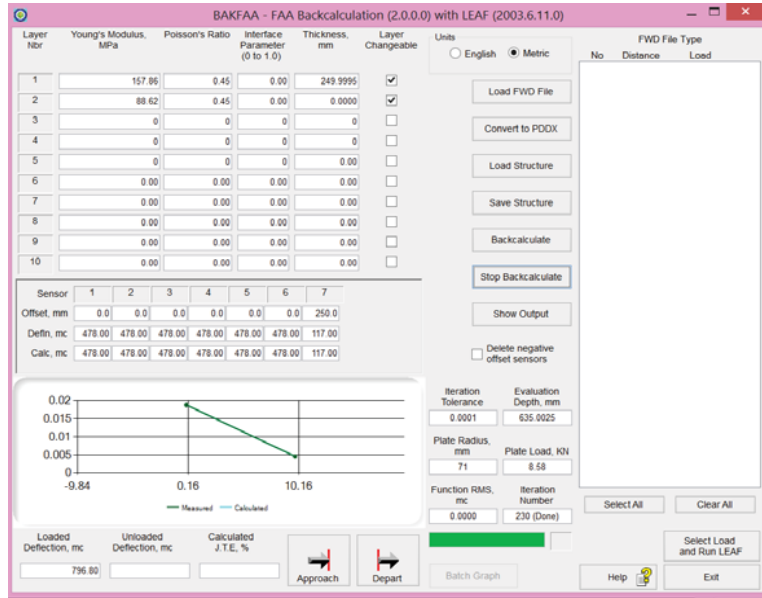 BAKFAA - FAA Backcalculation (2.0.0.0) with LEAF (2003.6.11.0)
Layer Nbr Young's Modulus, MPa Poisson's Ratio Interface Parameter (0 to 1.0) Thickness, mm Layer Changeable
1 157.86 0.45 0.00 249.9995
2 88.62 0.45 0.00 0.0000
3 0 0 0 0
4 0 0 0 0
5 0 0 0 0.00
6 0.00 0.00 0.00 0.00
7 0.00 0.00 0.00 0.00
8 0.00 0.00 0.00 0.00
9 0.00 0.00 0.00 0.00
10 0.00 0.00 0.00 0.00
Sensor 1 2 3 4 5 6 7
Offset, mm 0.0 0.0 0.0 0.0 0.0 0.0 250.0
Defln, mc 478.00 478.00 478.00 478.00 478.00 478.00 117.00
Calc, mc 478.00 478.00 478.00 478.00 478.00 478.00 117.00
0.02
0.015
0.01
0.005
0
-9.84 0.16 10.16
Measured Calculated
Loaded Deflection, mc Unloaded Deflection, mc Calculated J.T.E, %
796.80
Approach Depart
Units
English Metric
Load FWD File
Convert to PDDX
Load Structure
Save Structure
Backcalculate
Stop Backcalculate
Show Output
Delete negative
offset sensors
Iteration Tolerance Evaluation Depth, mm
0.0001 635.0025
Plate Radius, mm Plate Load, KN
71 8.58
Function RMS, mc Iteration Number
0.0000 230 (Done)
Batch Graph
FWD File Type
No Distance Load
Select All Clear All
Select Load
and Run LEAF
Help Exit